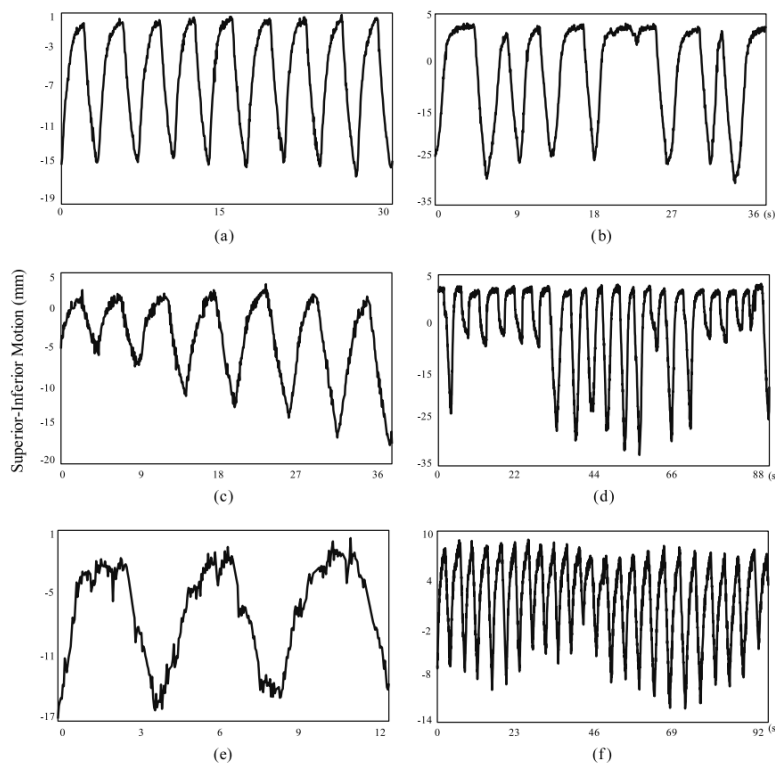 1
-3
-7
-11
-15
-19
0 15 30
(a)
5
0
-15
-25
-35
0 9 18 27 36 (s)
(b)
Superior-Inferior Motion (mm)
5
0
-5
-10
-15
-20
0 9 18 27 36
(c)
5
0
-15
-25
-35
0 22 44 66 88 (s
(d)
1
-5
-11
-17
0 3 6 9 12
(e)
10
4
-2
-8
-14
0 23 46 69 92 (s
(f)